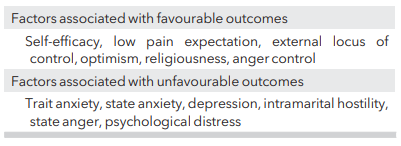 Factors associated with favourable outcomes
Self-efficacy, low pain expectation, external locus of
control, optimism, religiousness, anger control
Factors associated with unfavourable outcomes
Trait anxiety, state anxiety, depression, intramarital hostility,
state anger, psychological distress